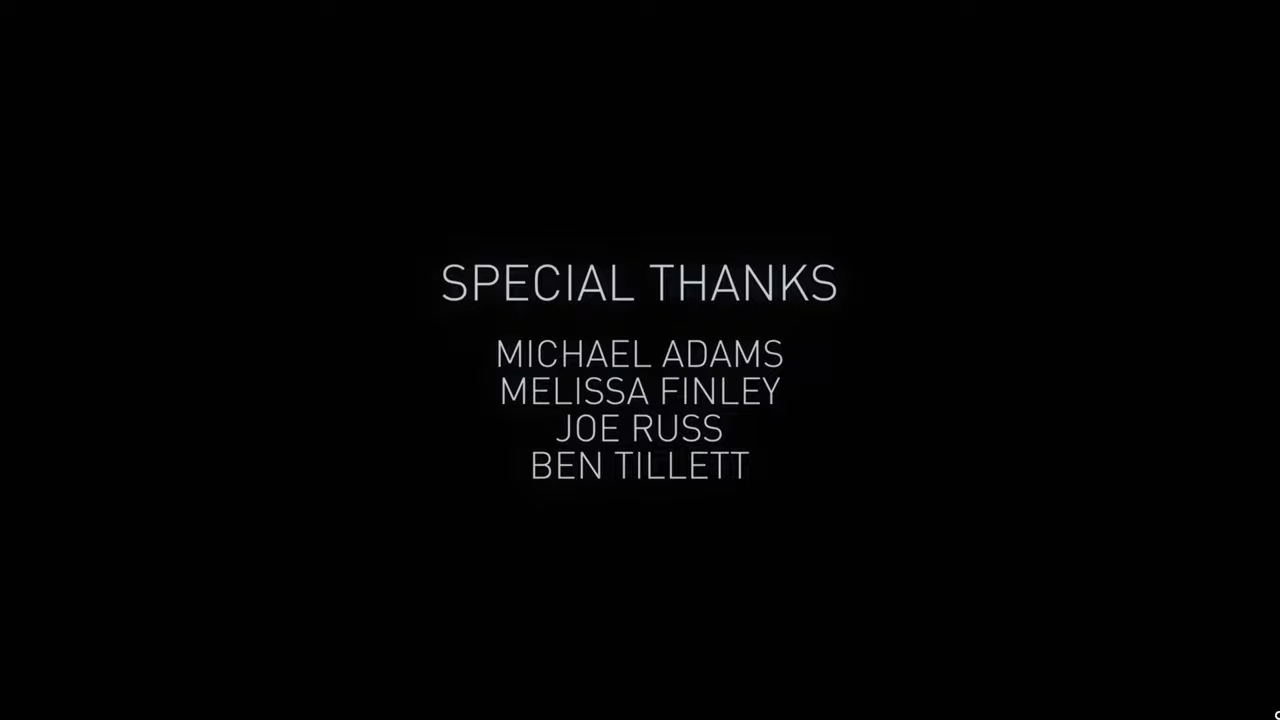 SPECIAL THANKS
MICHAEL ADAMS
MELISSA FINLEY
JOE RUSS
BEN TILLETT